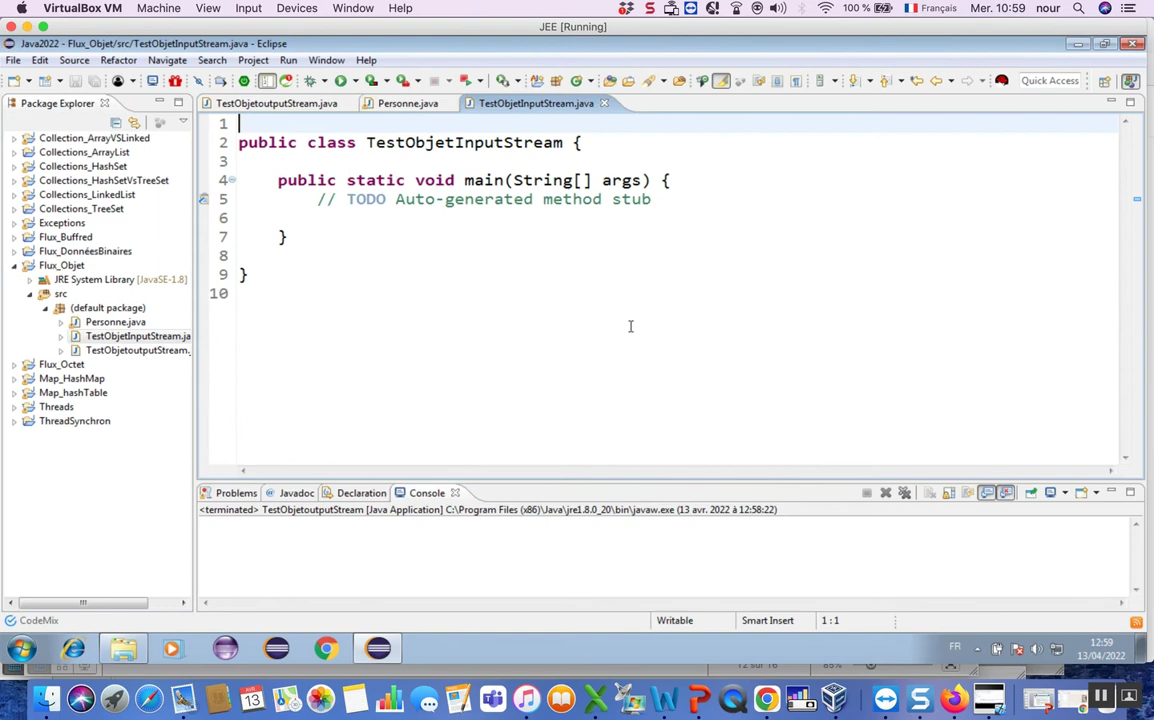 VirtualBox VM Machine View Input Devices Window Help 100 % Français Mer. 10:59 nour
JEE [Running]
Java2022 - Flux_Objet/src/TestObjetInputStream.java - Eclipse
File Edit Source Refactor Navigate Search Project Run Window Help
Quick Access
Package Explorer
TestObjetoutputStream.java Personne.java TestObjetInputStream.java
Collection_ArrayVSLinked
Collections_ArrayList
Collections_HashSet
Collections_HashSetVsTreeSet
Collections_LinkedList
Collections_TreeSet
Exceptions
Flux_Buffred
Flux_DonnéesBinaires
Flux_Objet
JRE System Library [JavaSE-1.8]
src
(default package)
Personne.java
TestObjetInputStream.ja
TestObjetoutputStream.
Flux_Octet
Map_HashMap
Map_hashTable
Threads
ThreadSynchron
1
2 public class TestObjetInputStream {
3
4 public static void main(String[] args) {
5 // TODO Auto-generated method stub
6
7 }
8
9 }
10
Problems @ Javadoc Declaration Console
<terminated> TestObjetoutputStream [Java Application] C:\Program Files (x86)\Java\jre1.8.0_20\bin\javaw.exe (13 avr. 2022 à 12:58:22)
CodeMix
Writable Smart Insert 1 : 1
FR 12:59
13/04/2022
12 sur 16 85%
AVR
13